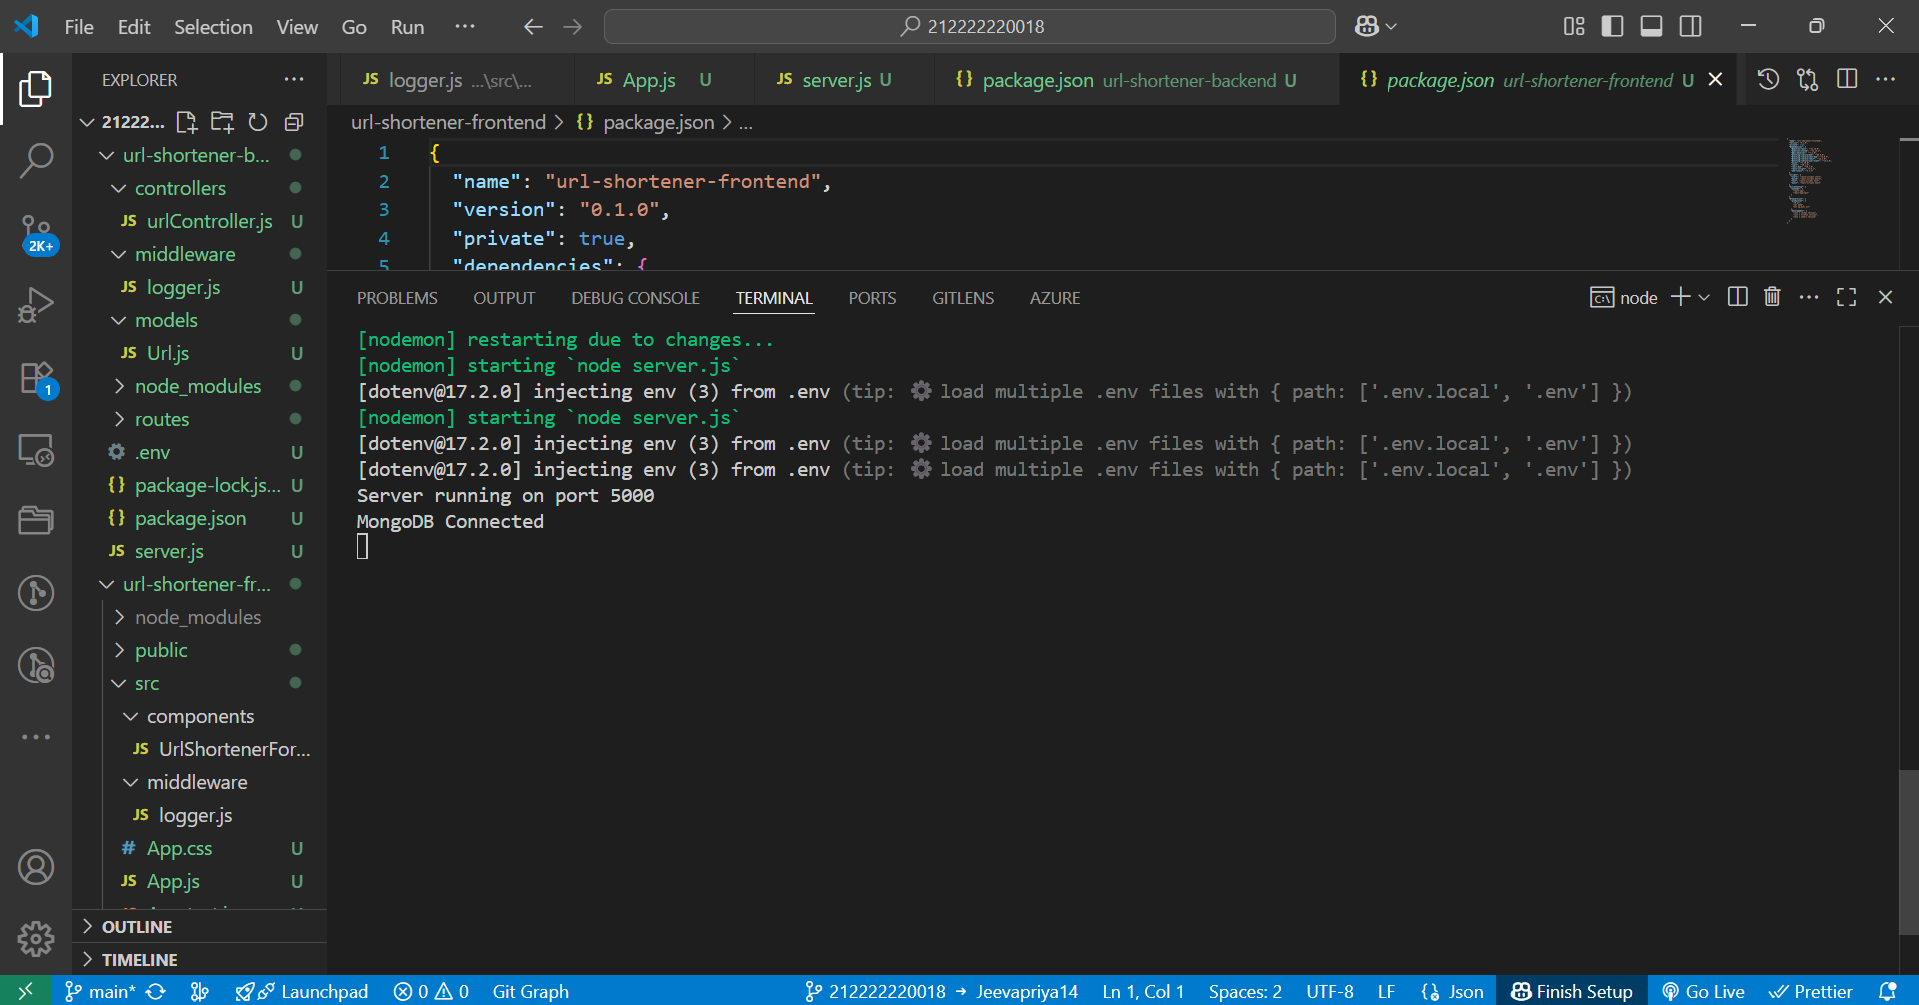 File Edit Selection View Go Run ··· 212222220018
EXPLORER ···
logger.js ...\src\...
App.js U
server.js U
package.json url-shortener-backend U
package.json url-shortener-frontend U
21222...
url-shortener-b...
controllers
JS urlController.js U
middleware
JS logger.js U
models
JS Url.js U
node_modules
routes
.env U
{} package-lock.js... U
{} package.json U
JS server.js U
url-shortener-fr...
node_modules
public
src
components
JS UrlShortenerFor...
middleware
JS logger.js
# App.css U
JS App.js U
OUTLINE
TIMELINE
2K+
1
url-shortener-frontend > {} package.json > ...
1 {
2 "name": "url-shortener-frontend",
3 "version": "0.1.0",
4 "private": true,
5 "dependencies": {
PROBLEMS OUTPUT DEBUG CONSOLE TERMINAL PORTS GITLENS AZURE node
[nodemon] restarting due to changes...
[nodemon] starting `node server.js`
[dotenv@17.2.0] injecting env (3) from .env (tip: ⚙️ load multiple .env files with { path: ['.env.local', '.env'] })
[nodemon] starting `node server.js`
[dotenv@17.2.0] injecting env (3) from .env (tip: ⚙️ load multiple .env files with { path: ['.env.local', '.env'] })
[dotenv@17.2.0] injecting env (3) from .env (tip: ⚙️ load multiple .env files with { path: ['.env.local', '.env'] })
Server running on port 5000
MongoDB Connected
main* Launchpad 0 0 Git Graph 212222220018 → Jeevapriya14 Ln 1, Col 1 Spaces: 2 UTF-8 LF {} Json Finish Setup Go Live Prettier